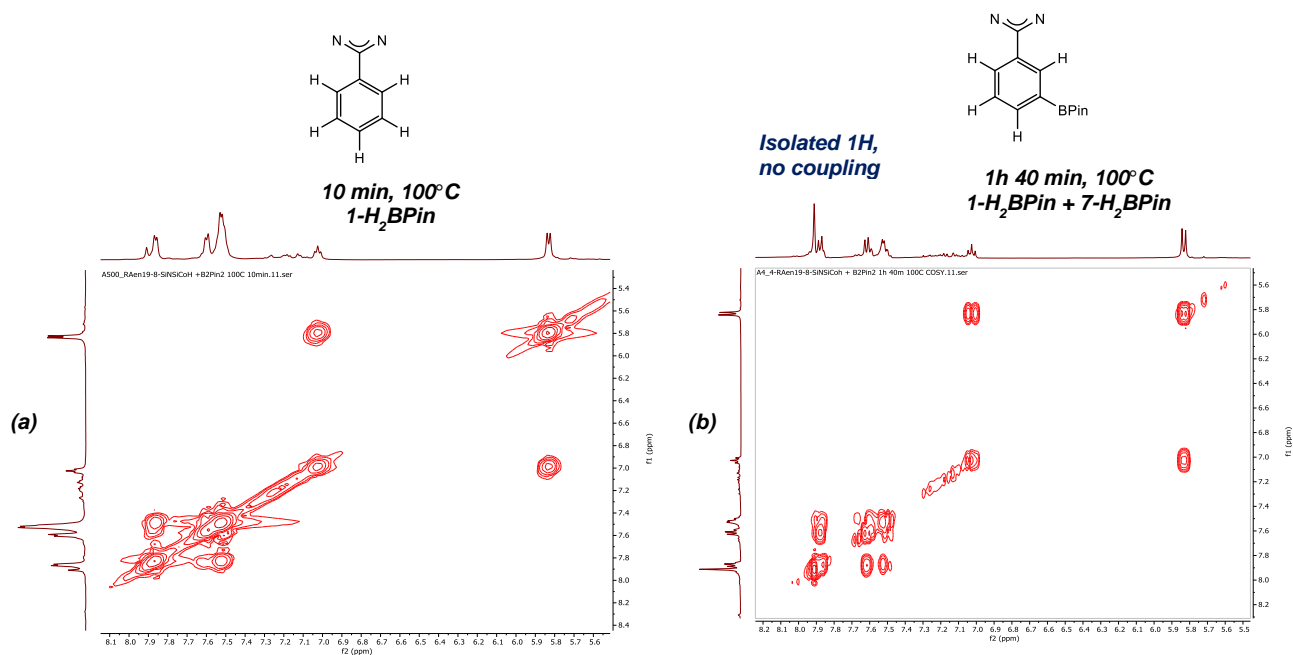 N N
H H
H H
H
10 min, 100°C
1-H₂BPin
A500_RAen19-8-SiNSiCoH +B2Pin2 100C 10min.11.ser
5.4
5.6
5.8
6.0
6.2
6.4
6.6
6.8
7.0
7.2
7.4
7.6
7.8
8.0
8.2
8.4
f1 (ppm)
8.1 8.0 7.9 7.8 7.7 7.6 7.5 7.4 7.3 7.2 7.1 7.0 6.9 6.8 6.7 6.6 6.5 6.4 6.3 6.2 6.1 6.0 5.9 5.8 5.7 5.6
f2 (ppm)
(a)
N N
H H
H BPin
H
Isolated 1H,
no coupling
1h 40 min, 100°C
1-H₂BPin + 7-H₂BPin
A4_4-RAen19-8-SiNSiCoh + B2Pin2 1h 40m 100C COSY.11.ser
5.6
5.8
6.0
6.2
6.4
6.6
6.8
7.0
7.2
7.4
7.6
7.8
8.0
8.2
f1 (ppm)
8.2 8.1 8.0 7.9 7.8 7.7 7.6 7.5 7.4 7.3 7.2 7.1 7.0 6.9 6.8 6.7 6.6 6.5 6.4 6.3 6.2 6.1 6.0 5.9 5.8 5.7 5.6 5.5
f2 (ppm)
(b)